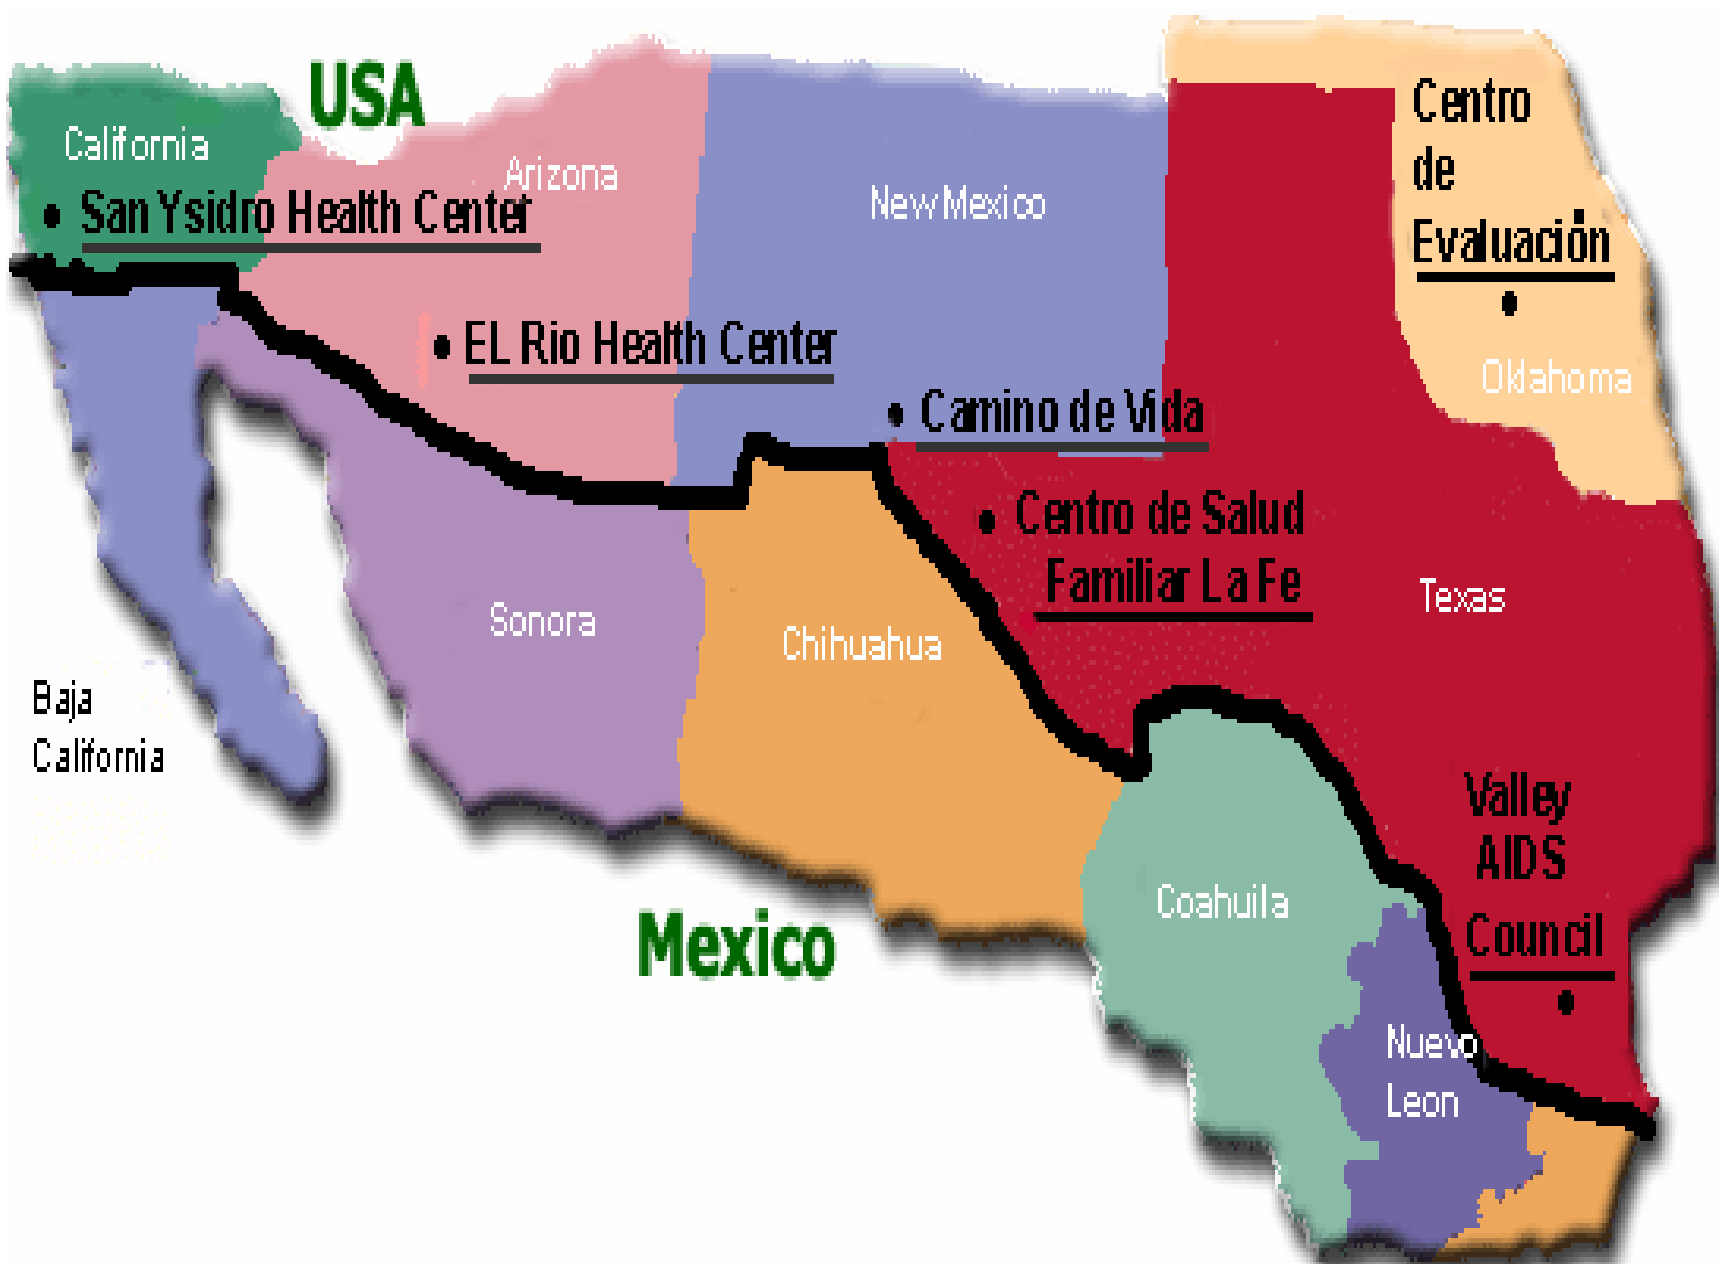 USA
California
Arizona
• San Ysidro Health Center
New Mexico
Centro
de
Evaluación
•
Oklahoma
• EL Rio Health Center
• Camino de Vida
• Centro de Salud
Familiar La Fe
Texas
Sonora
Chihuahua
Baja
California
Valley
AIDS
Council
•
Coahuila
Mexico
Nuevo
Leon